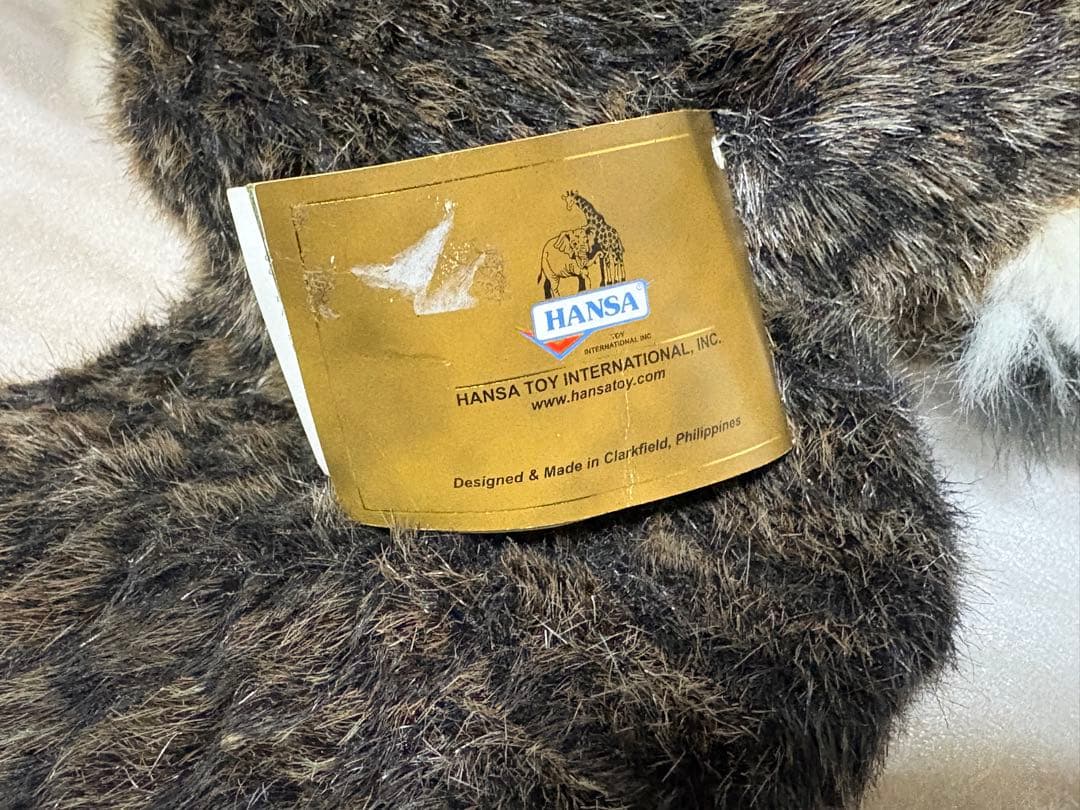 HANSA®
TOY
INTERNATIONAL INC
HANSA TOY INTERNATIONAL, INC.
www.hansatoy.com
Designed & Made in Clarkfield, Philippines